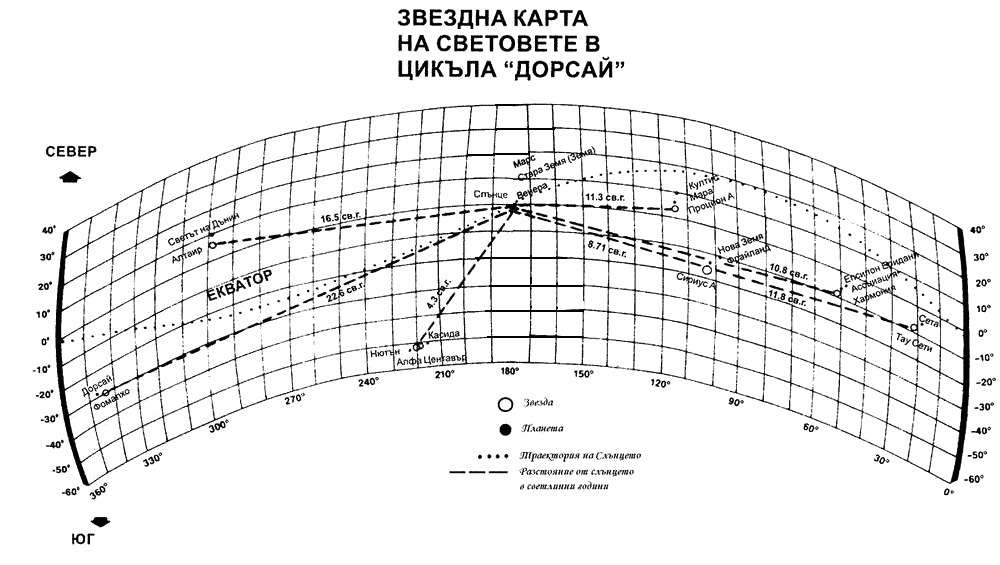 ЗВЕЗДНА КАРТА
НА СВЕТОВЕТЕ В
ЦИКЪЛА “ДОРСАЙ”
СЕВЕР
Марс
Стара Земя (Земя)
Слънце
Венера
11.3 св.г.
Култис
Мара
Процион А
16.5 св.г.
Светът на Дънин
Алтаир
40°
30°
20°
10°
0°
-10°
-20°
-30°
-40°
-50°
-60°
40°
30°
20°
10°
0°
-10°
-20°
-30°
-40°
-50°
-60°
ЕКВАТОР
22.6 св.г.
4.3 св.г.
8.71 св.г.
Нова Земя
Фрайланд
Сириус А
10.8 св.г.
11.8 св.г.
Епсилон Еридани
Асоциация
Хармония
Сета
Тау Сети
Касида
Нютън
Алфа Центавър
Дорсай
Фомалхо
360°
330°
300°
270°
240°
210°
180°
150°
120°
90°
60°
30°
0°
Звезда
Планета
Траектория на Слънцето
Разстояние от слънцето
в светлинни години
ЮГ